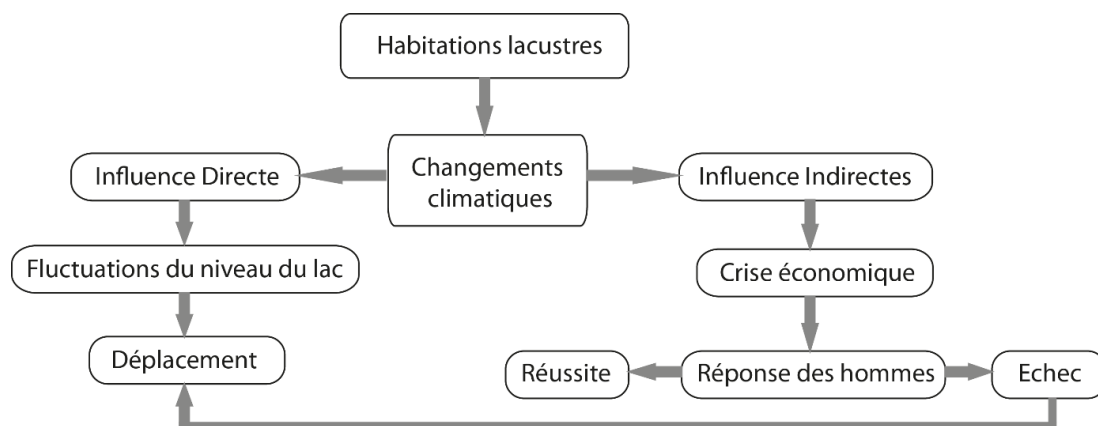 Habitations lacustres
Changements
climatiques
Influence Directe
Influence Indirectes
Fluctuations du niveau du lac
Crise économique
Déplacement
Réussite
Réponse des hommes
Echec